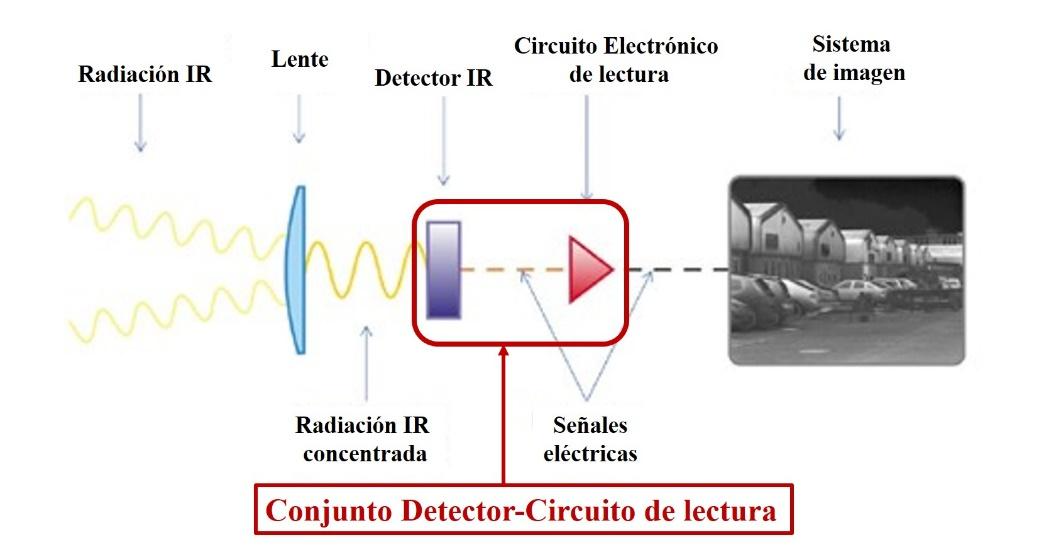 Radiación IR
Lente
Detector IR
Circuito Electrónico
de lectura
Sistema
de imagen
Radiación IR
concentrada
Señales
eléctricas
Conjunto Detector-Circuito de lectura